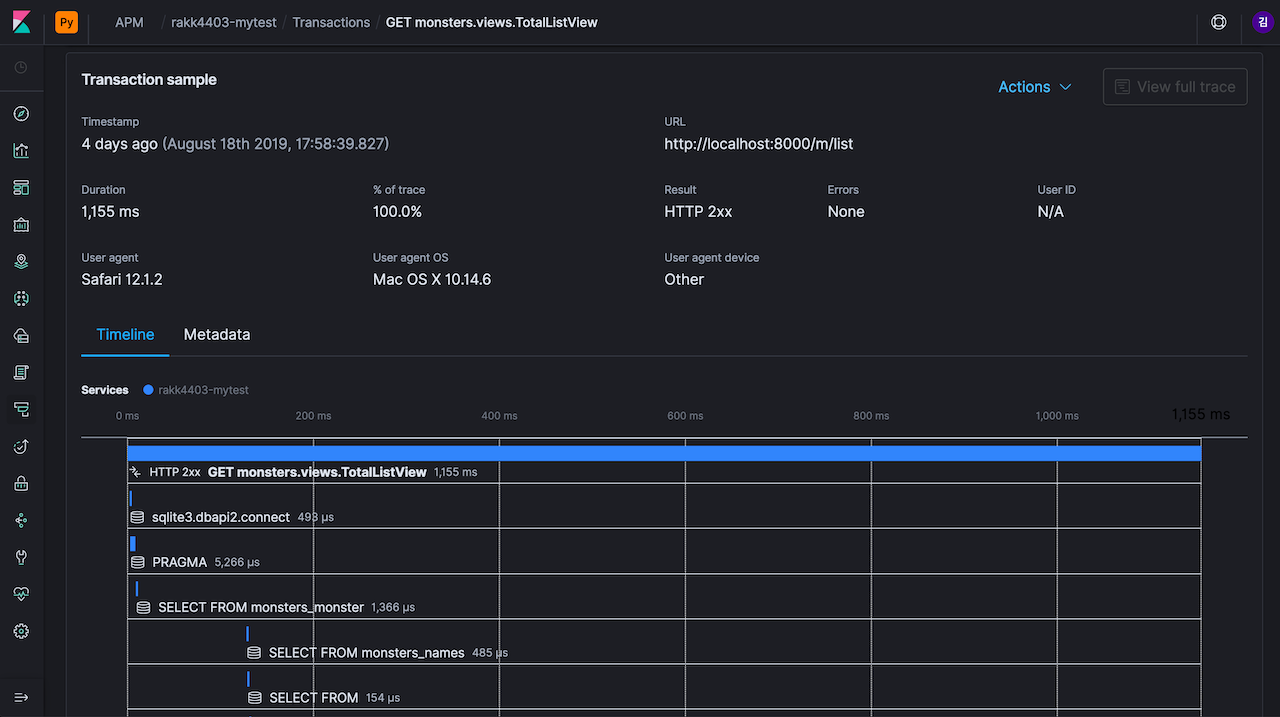 Py
APM / rakk4403-mytest / Transactions / GET monsters.views.TotalListView
김
Transaction sample
Actions
View full trace
Timestamp
4 days ago (August 18th 2019, 17:58:39.827)
URL
http://localhost:8000/m/list
Duration
1,155 ms
% of trace
100.0%
Result
HTTP 2xx
Errors
None
User ID
N/A
User agent
Safari 12.1.2
User agent OS
Mac OS X 10.14.6
User agent device
Other
Timeline
Metadata
Services rakk4403-mytest
0 ms 200 ms 400 ms 600 ms 800 ms 1,000 ms 1,155 ms
HTTP 2xx GET monsters.views.TotalListView 1,155 ms
sqlite3.dbapi2.connect 493 µs
PRAGMA 5,266 µs
SELECT FROM monsters_monster 1,366 µs
SELECT FROM monsters_names 485 µs
SELECT FROM 154 µs